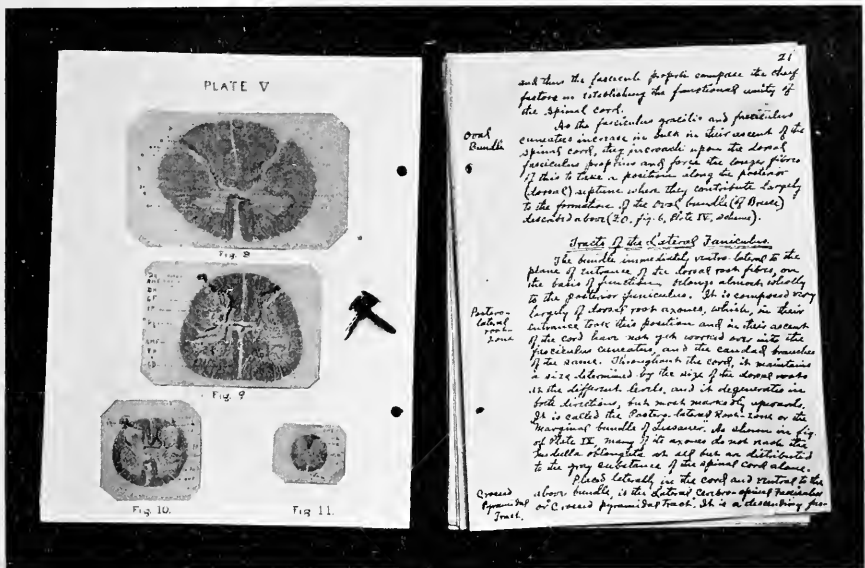 PLATE V
Fig. 8
Fig. 9
Fig. 10.
Fig 11.
21
and thus the fasciculi proprii compose the chief
factors in establishing the functional unity of
the spinal cord.
Oval
Bundle
As the fasciculus gracilis and fasciculus
cuneatus increase in bulk in their ascent of the
spinal cord, they incroach upon the dorsal
fasciculus proprius and force the longer fibres
of this to take a position along the posterior
(dorsal) septum where they contribute largely
to the formation of the oval bundle (of Bruce)
described above (I.O. fig. 6, Plate IV, scheme).
Tracts of the Lateral Funiculus.
The bundle immediately ventro-lateral to the
plane of entrance of the dorsal root fibres, on
the basis of function, belongs almost wholly
to the posterior funiculus. It is composed very
Postero-
lateral
root-
zone
largely of dorsal root axones, which, in their
entrance took this position and in their ascent
of the cord have not yet worked over into the
fasciculus cuneatus, and the caudad branches
of the same. Throughout the cord, it maintains
a size determined by the size of the dorsal roots
at the different levels, and it degenerates in
both directions, but most markedly upwards.
It is called the Postero-lateral Root-zone or the
"marginal bundle of Lissauer". As shown in fig.
of Plate IV, many of its axones do not reach the
medulla oblongata at all but are distributed
to the gray substance of the spinal cord alone.
Crossed
Pyramidal
Tract.
Placed laterally in the cord and ventral to the
above bundle, is the Lateral cerebro-spinal Fasciculus
or Crossed pyramidal Tract. It is a descending